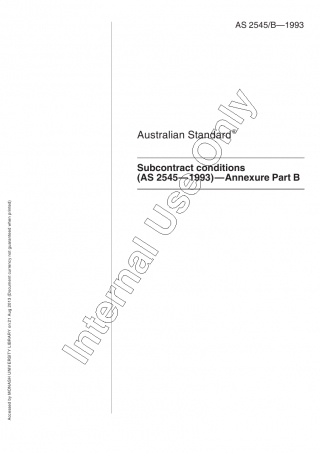 AS 2545/B—1993
Australian Standard®
Subcontract conditions
(AS 2545—1993)—Annexure Part B
Internal Use Only
Accessed by MONASH UNIVERSITY LIBRARY on 21 Aug 2013 (Document currency not guaranteed when printed)